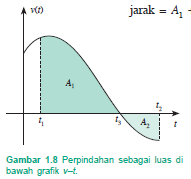 v(t)
jarak = A₁
A₁
t₂
t₁
t₃
A₂
t
Gambar 1.8 Perpindahan sebagai luas di
bawah grafik v–t.